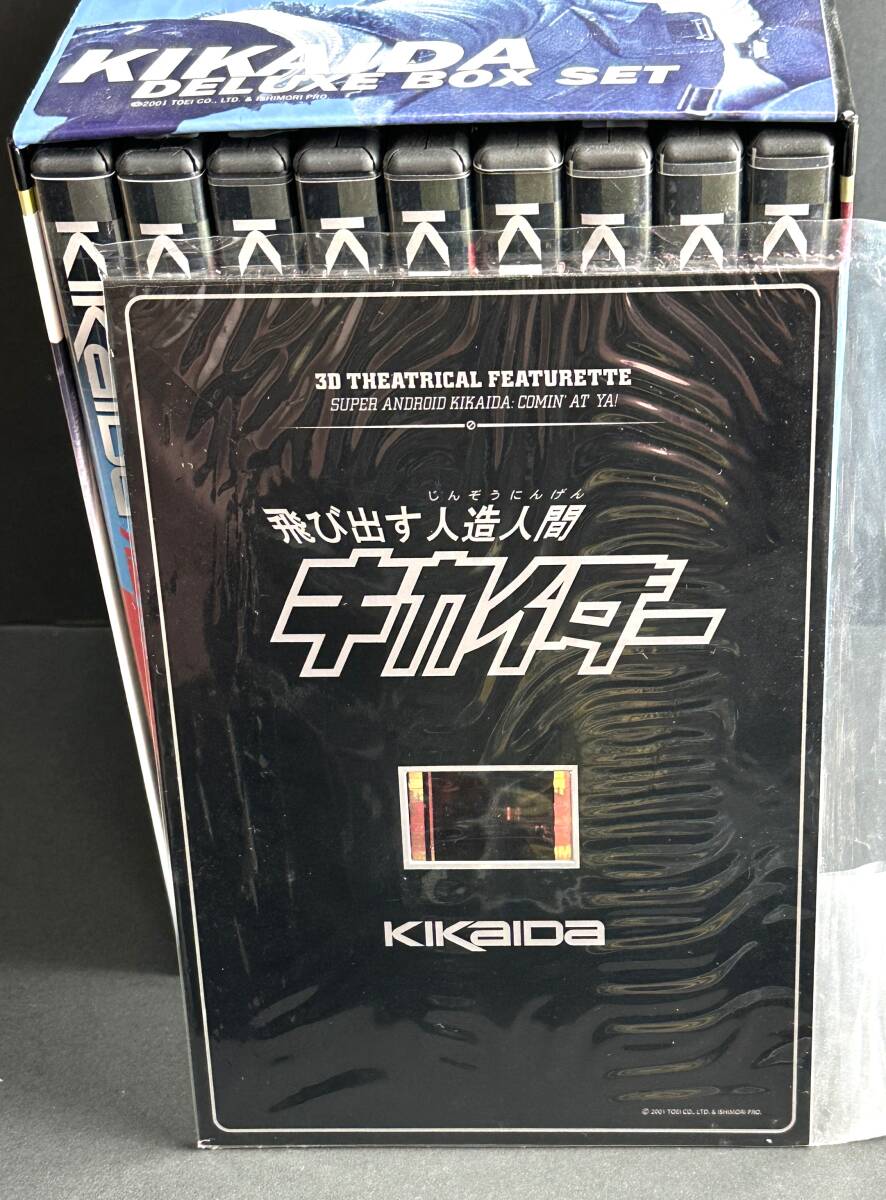 KIKAIDA
DELUXE BOX SET
©2001 TOEI CO., LTD. & ISHIMORI PRO.
KIKaIDa
K
K
K
K
K
K
K
K
3D THEATRICAL FEATURETTE
SUPER ANDROID KIKAIDA: COMIN' AT YA!
じんぞうにんげん
飛び出す人造人間
キカイダー
KIKaIDa
© 2001 TOEI CO., LTD. & ISHIMORI PRO.